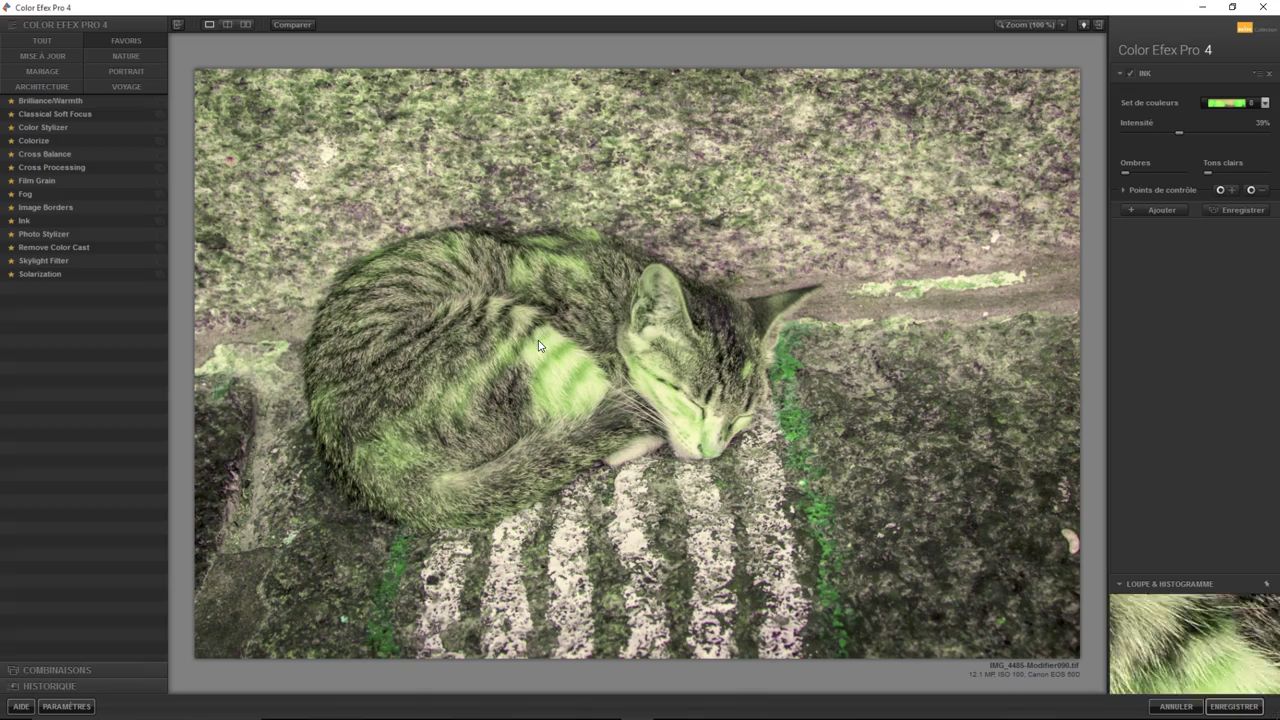 Color Efex Pro 4
COLOR EFEX PRO 4
TOUT
FAVORIS
MISE À JOUR
NATURE
MARIAGE
PORTRAIT
ARCHITECTURE
VOYAGE
Brilliance/Warmth
Classical Soft Focus
Color Stylizer
Colorize
Cross Balance
Cross Processing
Film Grain
Fog
Image Borders
Ink
Photo Stylizer
Remove Color Cast
Skylight Filter
Solarization
COMBINAISONS
HISTORIQUE
AIDE
PARAMÈTRES
Comparer
Zoom (100 %)
IMG_4485-Modifier090.tif
12.1 MP, ISO 100, Canon EOS 50D
Collection
Color Efex Pro 4
INK
Set de couleurs
Intensité 39%
Ombres
Tons clairs
Points de contrôle
Ajouter
Enregistrer
LOUPE & HISTOGRAMME
ANNULER
ENREGISTRER